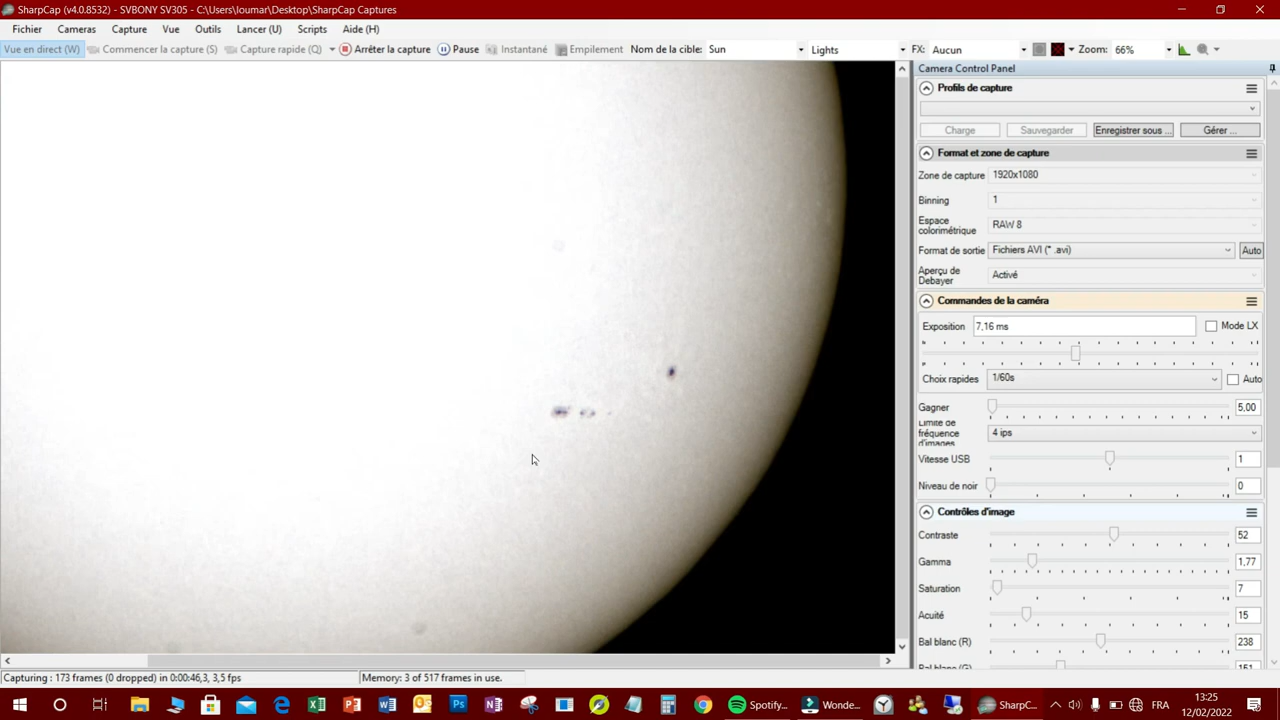 SharpCap (v4.0.8532) - SVBONY SV305 - C:\Users\loumar\Desktop\SharpCap Captures
Fichier Cameras Capture Vue Outils Lancer (U) Scripts Aide (H)
Vue en direct (W) Commencer la capture (S) Capture rapide (Q) Arrêter la capture Pause Instantané Empilement Nom de la cible: Sun Lights FX: Aucun Zoom: 66%
Camera Control Panel
Profils de capture
Charge Sauvegarder Enregistrer sous ... Gérer ...
Format et zone de capture
Zone de capture 1920x1080
Binning 1
Espace
colorimétrique RAW 8
Format de sortie Fichiers AVI (*.avi) Auto
Aperçu de
Debayer Activé
Commandes de la caméra
Exposition 7,16 ms Mode LX
Choix rapides 1/60s Auto
Gagner 5,00
Limite de
fréquence
d'images 4 ips
Vitesse USB 1
Niveau de noir 0
Contrôles d'image
Contraste 52
Gamma 1,77
Saturation 7
Acuité 15
Bal blanc (R) 238
Bal blanc (G) 151
Capturing : 173 frames (0 dropped) in 0:00:46,3, 3,5 fps Memory: 3 of 517 frames in use.
Spotify... Wonde... SharpC... FRA
13:25
12/02/2022